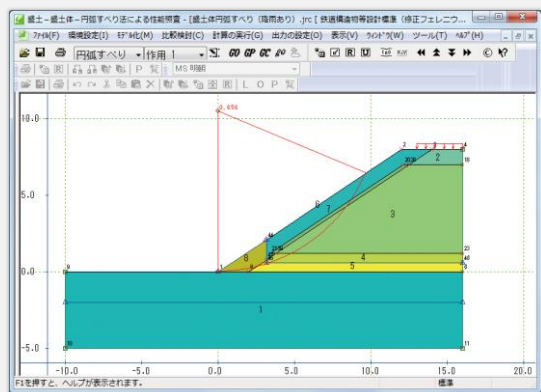 盛土－盛土体－円弧すべり法による性能照査 - [盛土体円弧すべり（降雨あり）.jrc [ 鉄道構造物等設計標準（修正フェレニウ...
ファイル(F) 環境設定(I) モデル化(M) 比較検討(C) 計算の実行(G) 出力の設定(O) 表示(V) ウィンドウ(W) ツール(T) ヘルプ(H)
円弧すべり 作用 1 GO GP GC
MS 明朝
0.696
10.0
2 3 4
2
6
7
3
5.0
8
4
5
0.0
1
-5.0
-10.0 -5.0 0.0 5.0 10.0 15.0 20.0
F1を押すと、ヘルプが表示されます。 標準